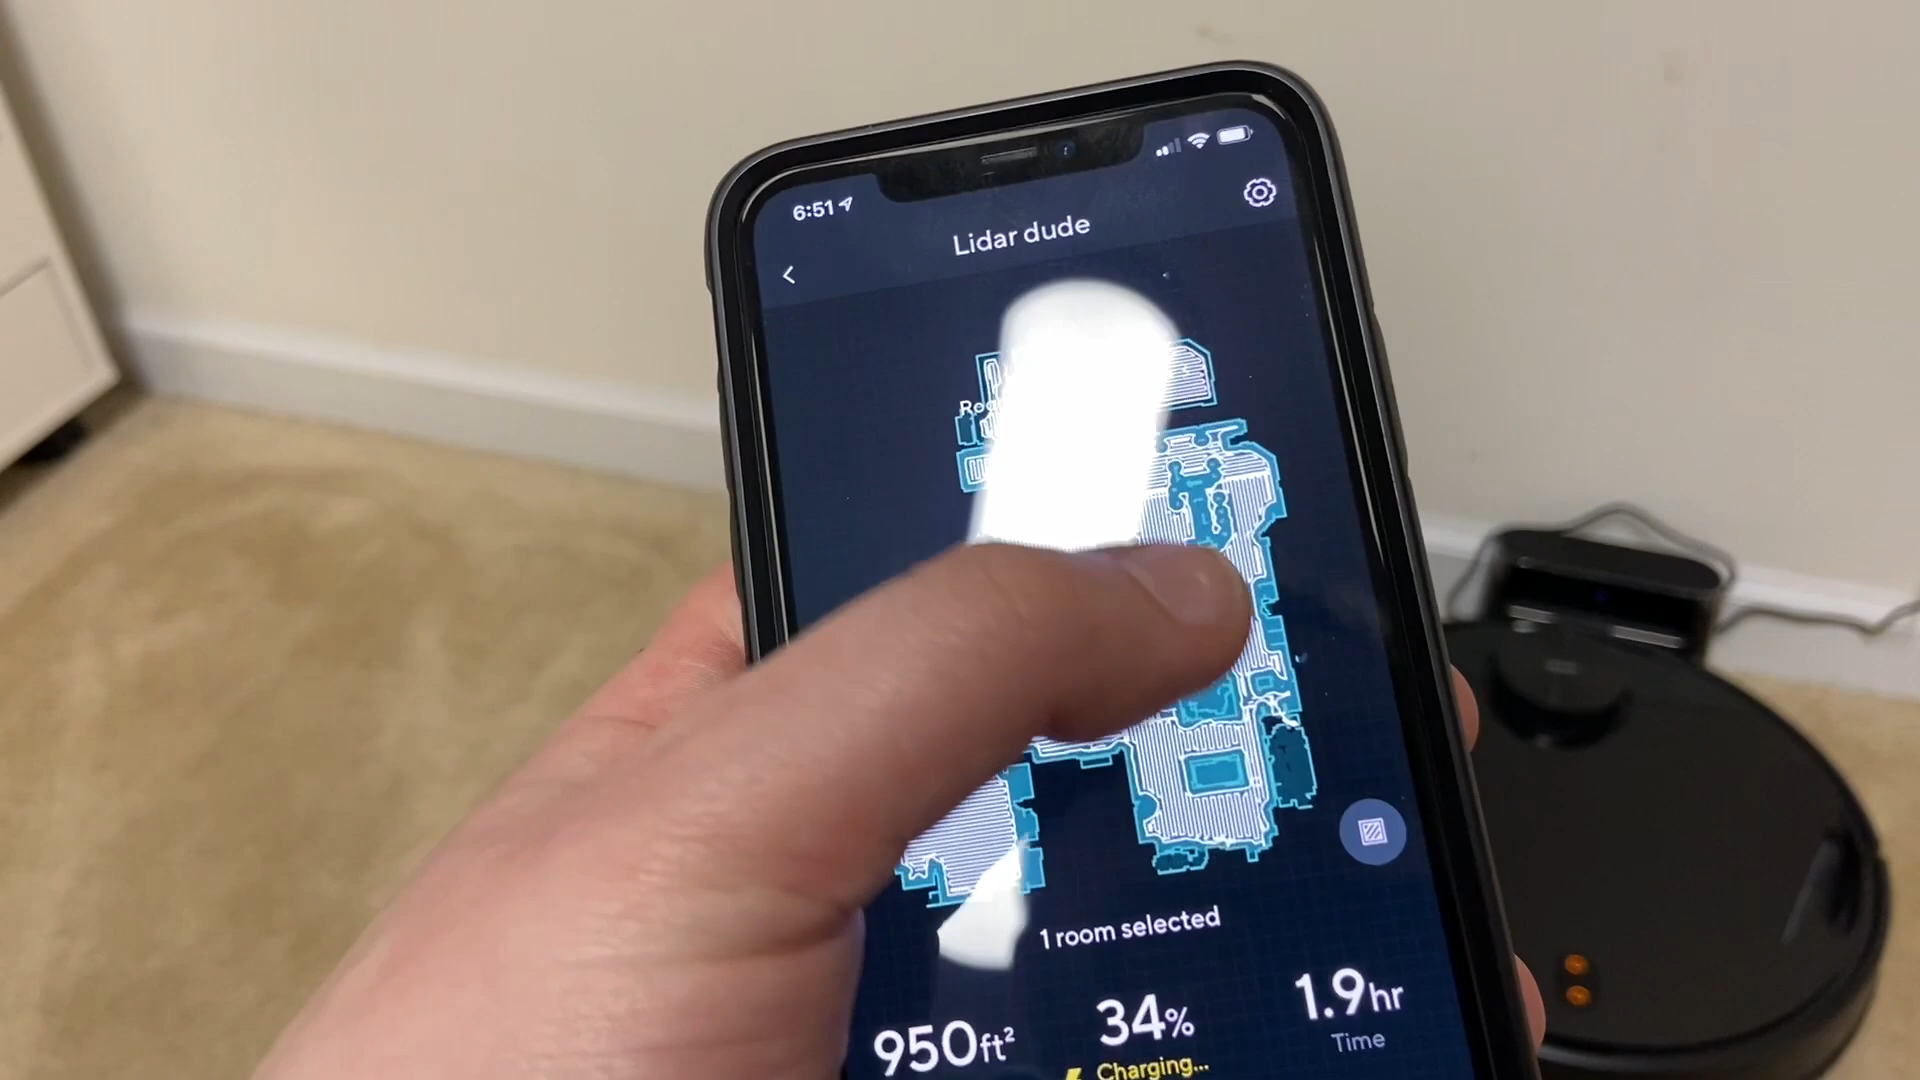 6:51
Lidar dude
1 room selected
950ft²
34%
Charging...
1.9hr
Time